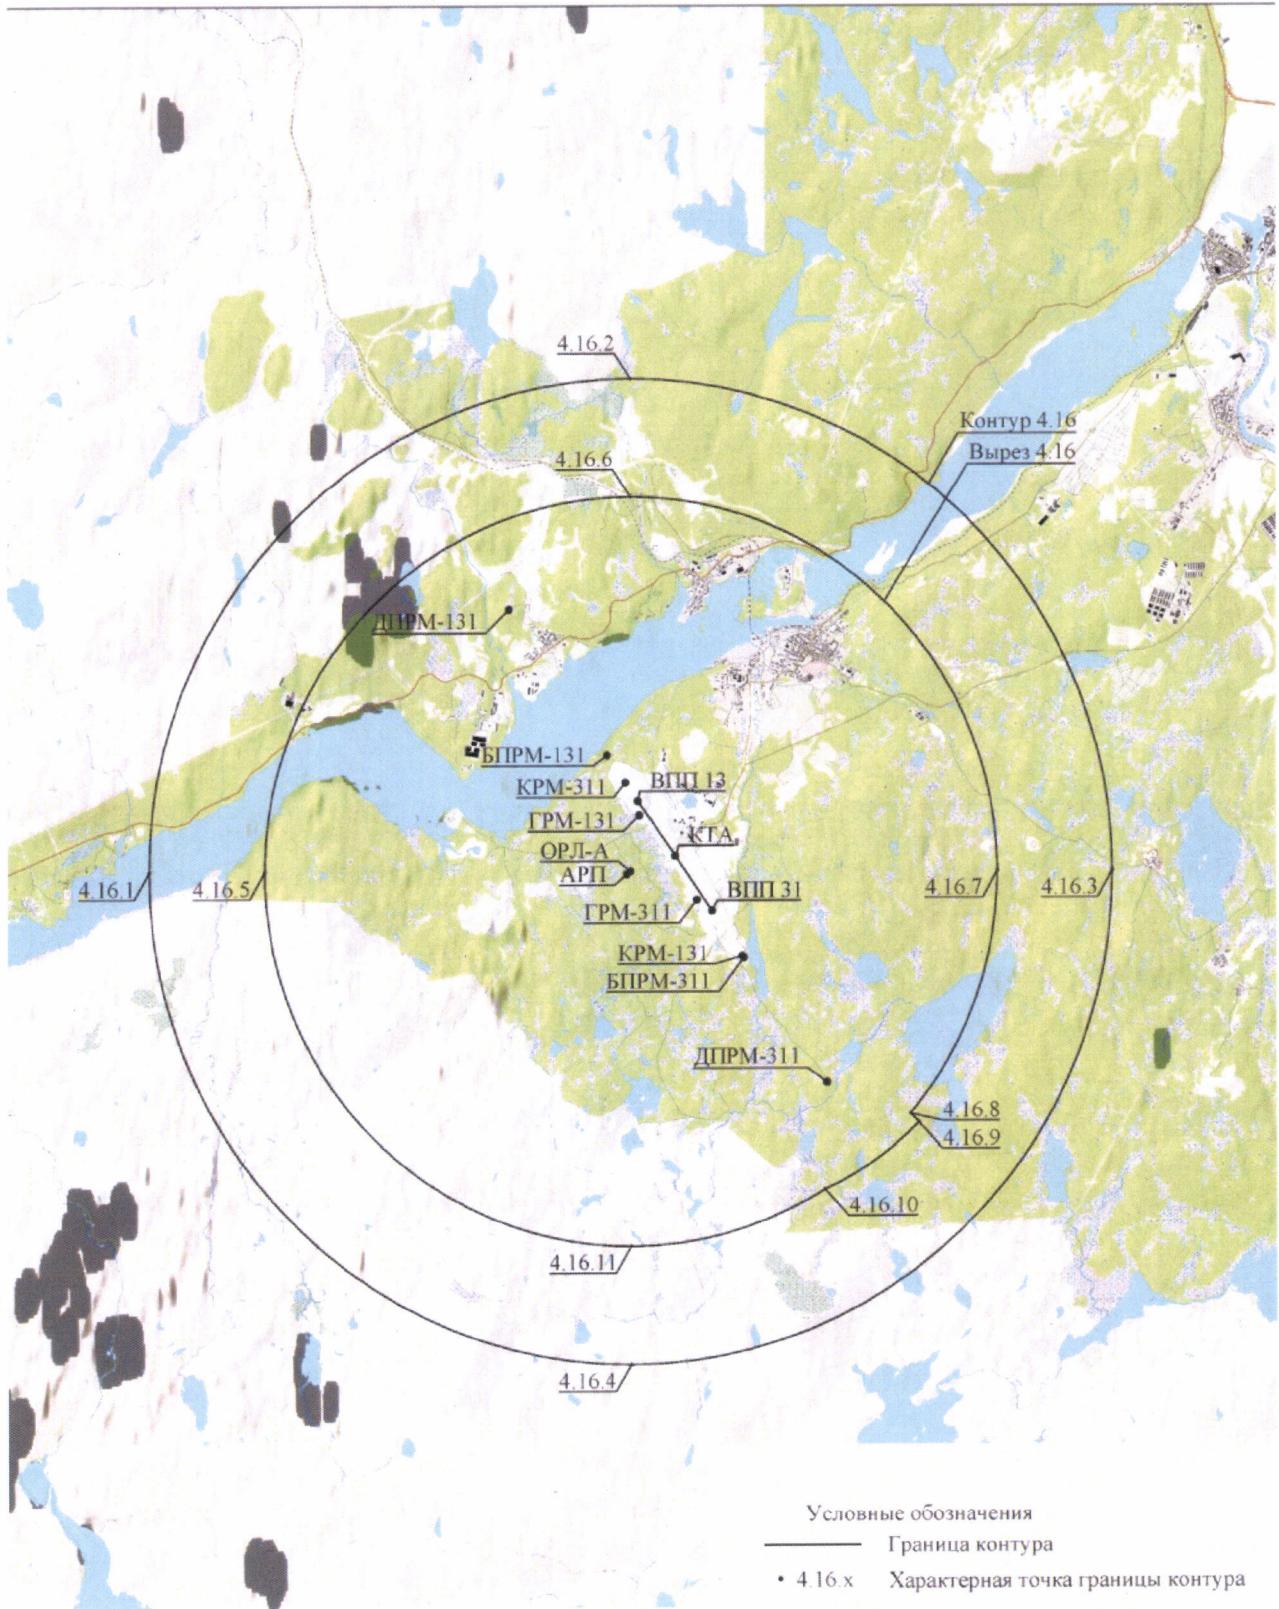 4.16.2
Контур 4.16
Вырез 4.16
4.16.6
ДПРМ-131
БПРМ-131
КРМ-311
ВПП 13
ГРМ-131
КТА
ОРЛ-А
АРП
4.16.1
4.16.5
4.16.7
4.16.3
ВПП 31
ГРМ-311
КРМ-131
БПРМ-311
ДПРМ-311
4.16.8
4.16.9
4.16.10
4.16.11
4.16.4
Условные обозначения
Граница контура
• 4.16.x Характерная точка границы контура